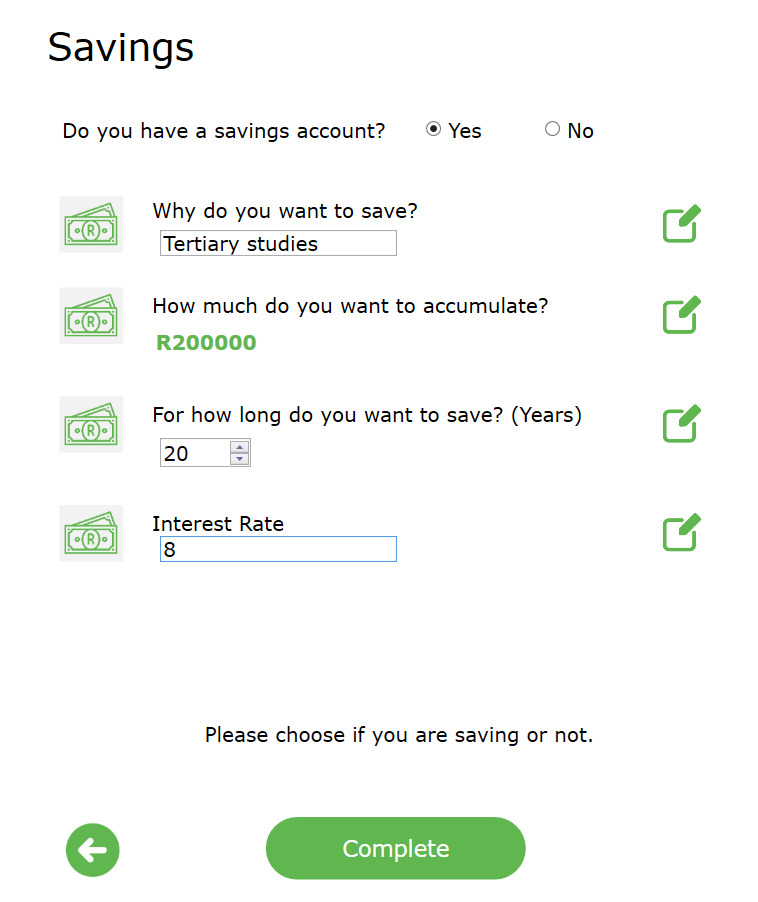 Savings
Do you have a savings account? Yes No
Why do you want to save?
R
Tertiary studies
How much do you want to accumulate?
R
R200000
For how long do you want to save? (Years)
R
20
Interest Rate
R
8
Please choose if you are saving or not.
Complete